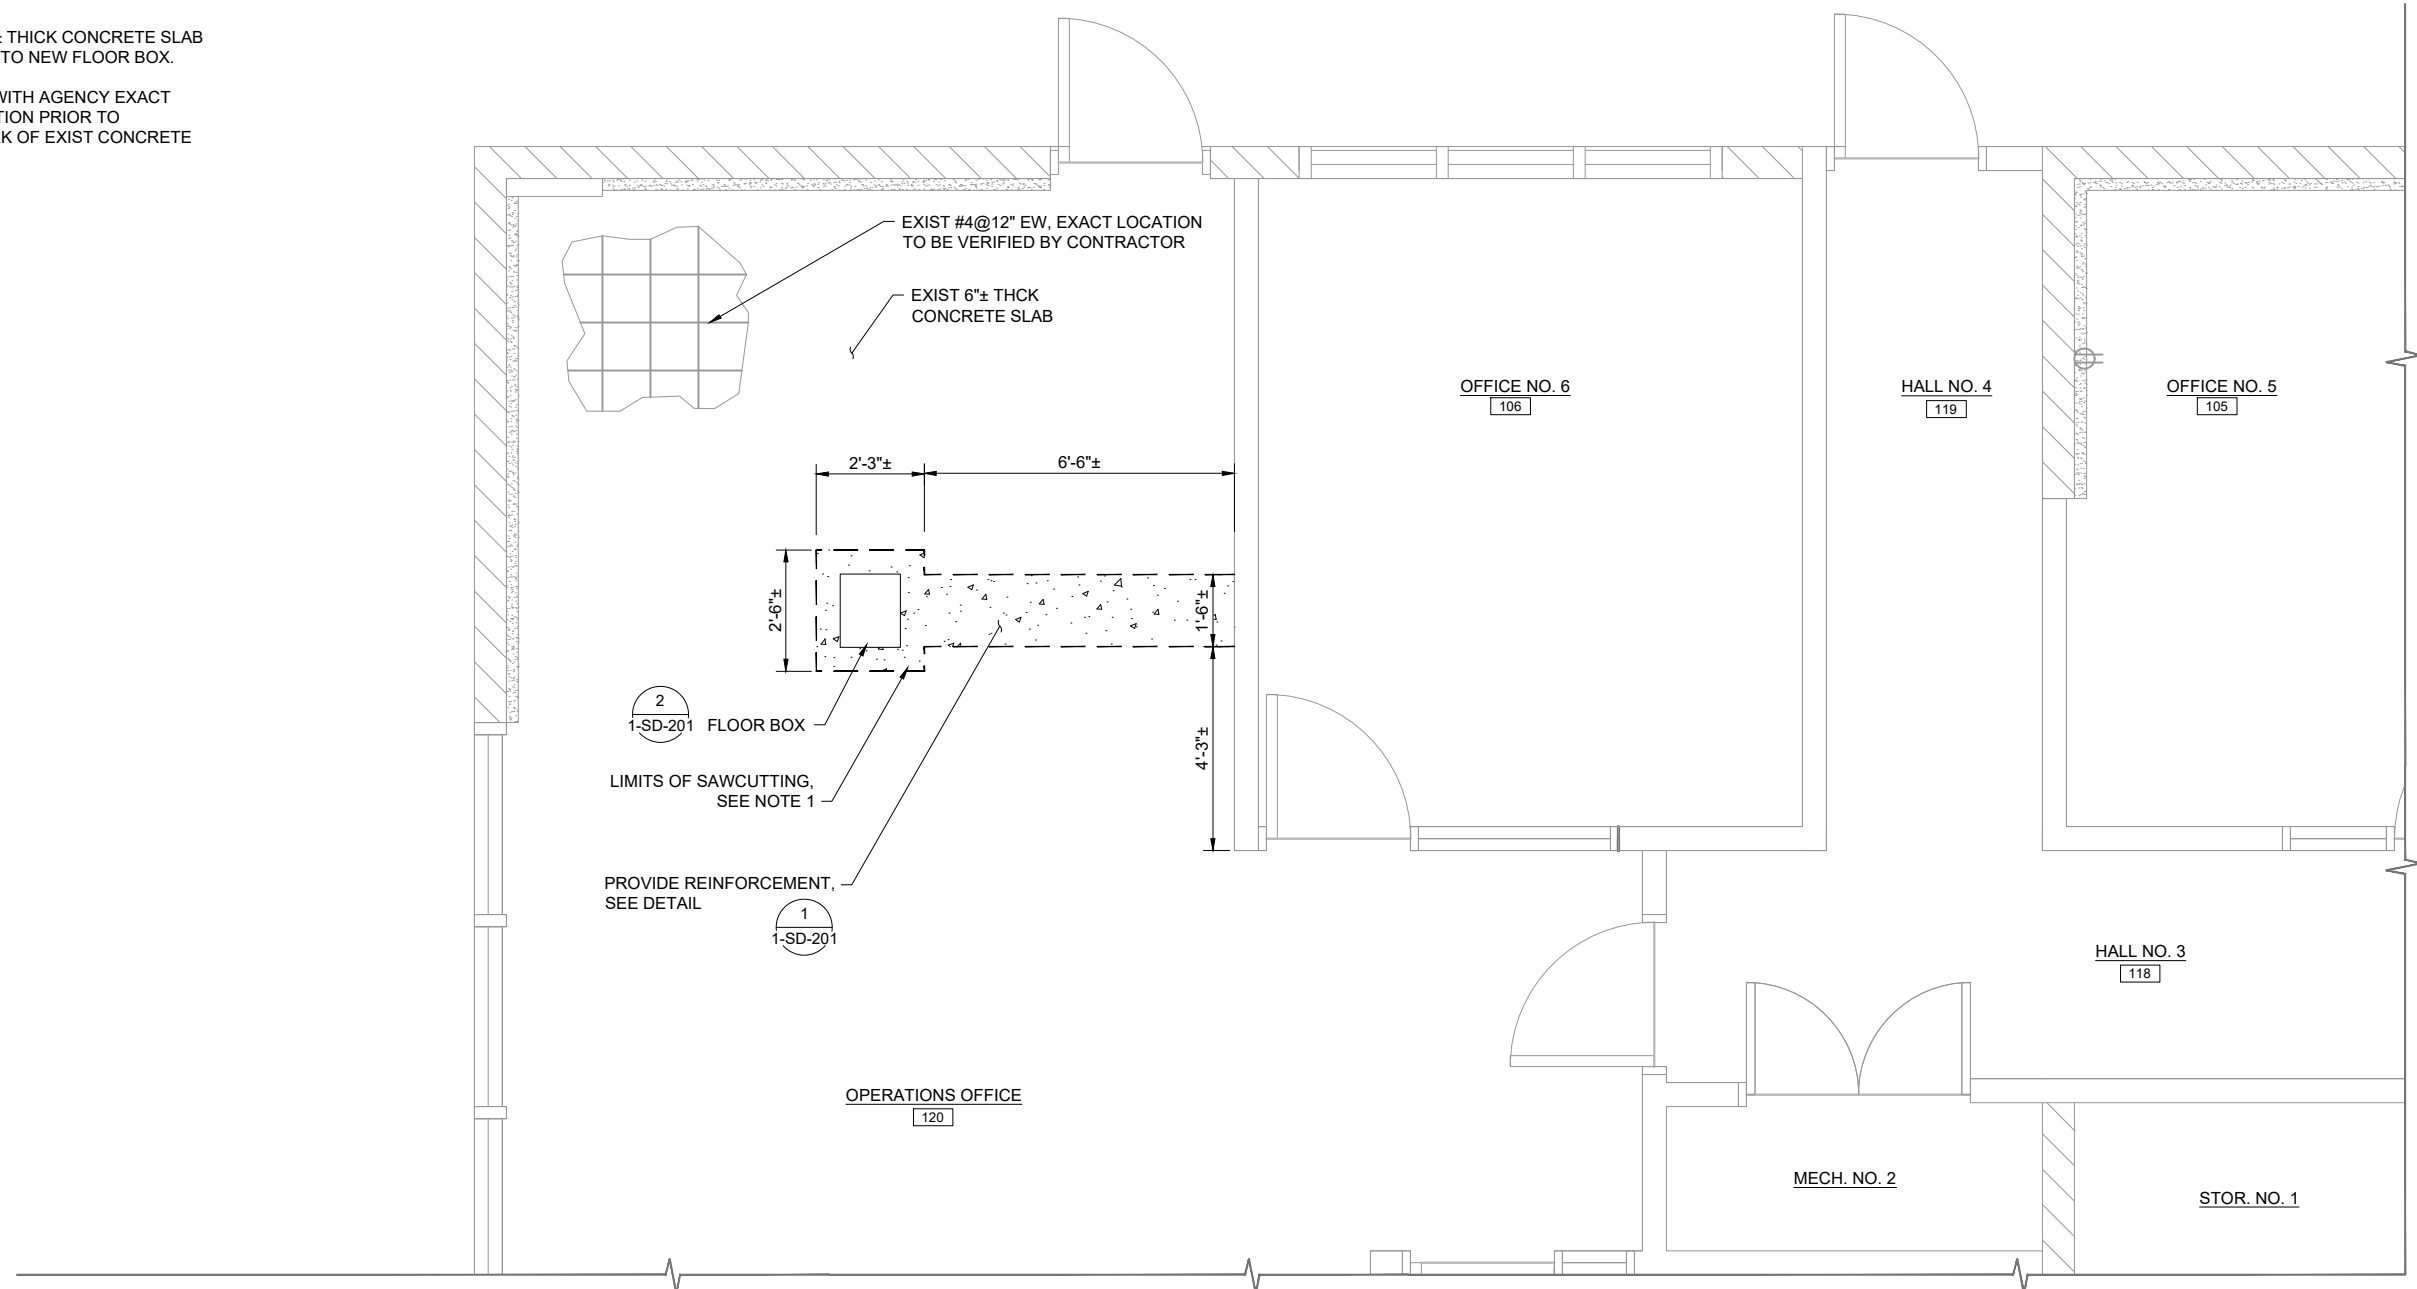 THICK CONCRETE SLAB
TO NEW FLOOR BOX.
WITH AGENCY EXACT
TION PRIOR TO
K OF EXIST CONCRETE
EXIST #4@12" EW, EXACT LOCATION
TO BE VERIFIED BY CONTRACTOR
EXIST 6"± THCK
CONCRETE SLAB
OFFICE NO. 6
106
HALL NO. 4
119
OFFICE NO. 5
105
2'-3"±
6'-6"±
2'-6"±
1'-6"±
4'-3"±
2
1-SD-201
FLOOR BOX
LIMITS OF SAWCUTTING,
SEE NOTE 1
PROVIDE REINFORCEMENT,
SEE DETAIL
1
1-SD-201
HALL NO. 3
118
OPERATIONS OFFICE
120
MECH. NO. 2
STOR. NO. 1